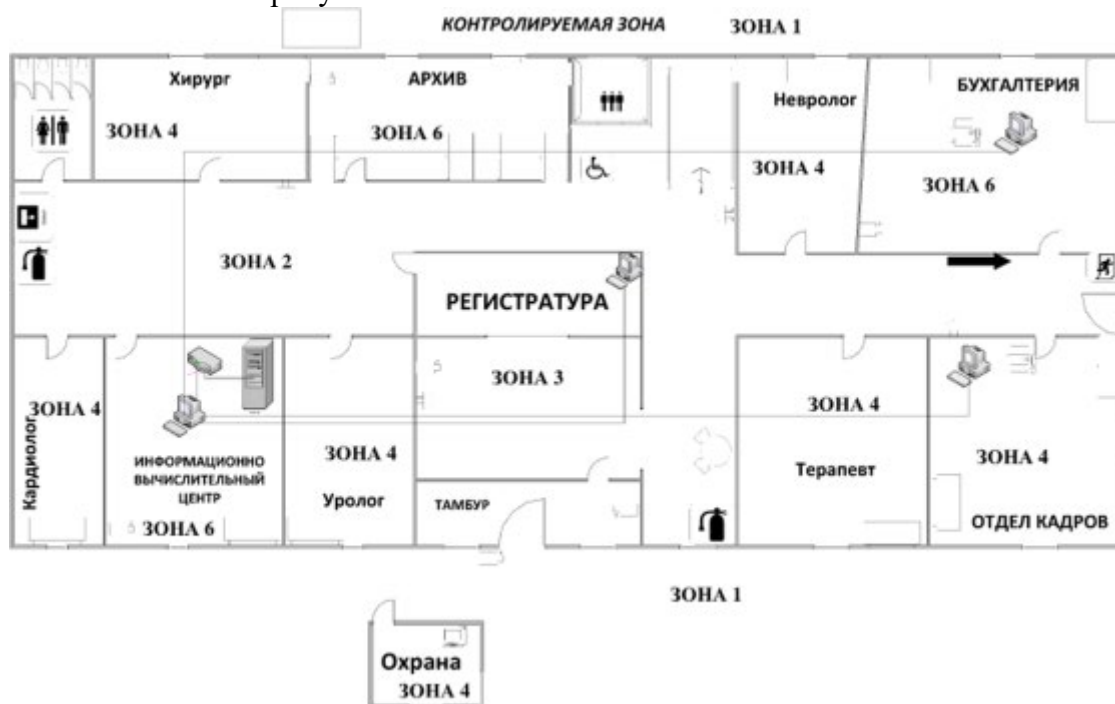 КОНТРОЛИРУЕМАЯ ЗОНА
ЗОНА 1
Хирург
АРХИВ
БУХГАЛТЕРИЯ
Невролог
ЗОНА 4
ЗОНА 6
ЗОНА 4
ЗОНА 6
ЗОНА 2
РЕГИСТРАТУРА
ЗОНА 3
ЗОНА 4
Кардиолог
ИНФОРМАЦИОННО
ВЫЧИСЛИТЕЛЬНЫЙ
ЦЕНТР
ЗОНА 6
ЗОНА 4
Уролог
ТАМБУР
ЗОНА 4
Терапевт
ЗОНА 4
ОТДЕЛ КАДРОВ
ЗОНА 1
Охрана
ЗОНА 4